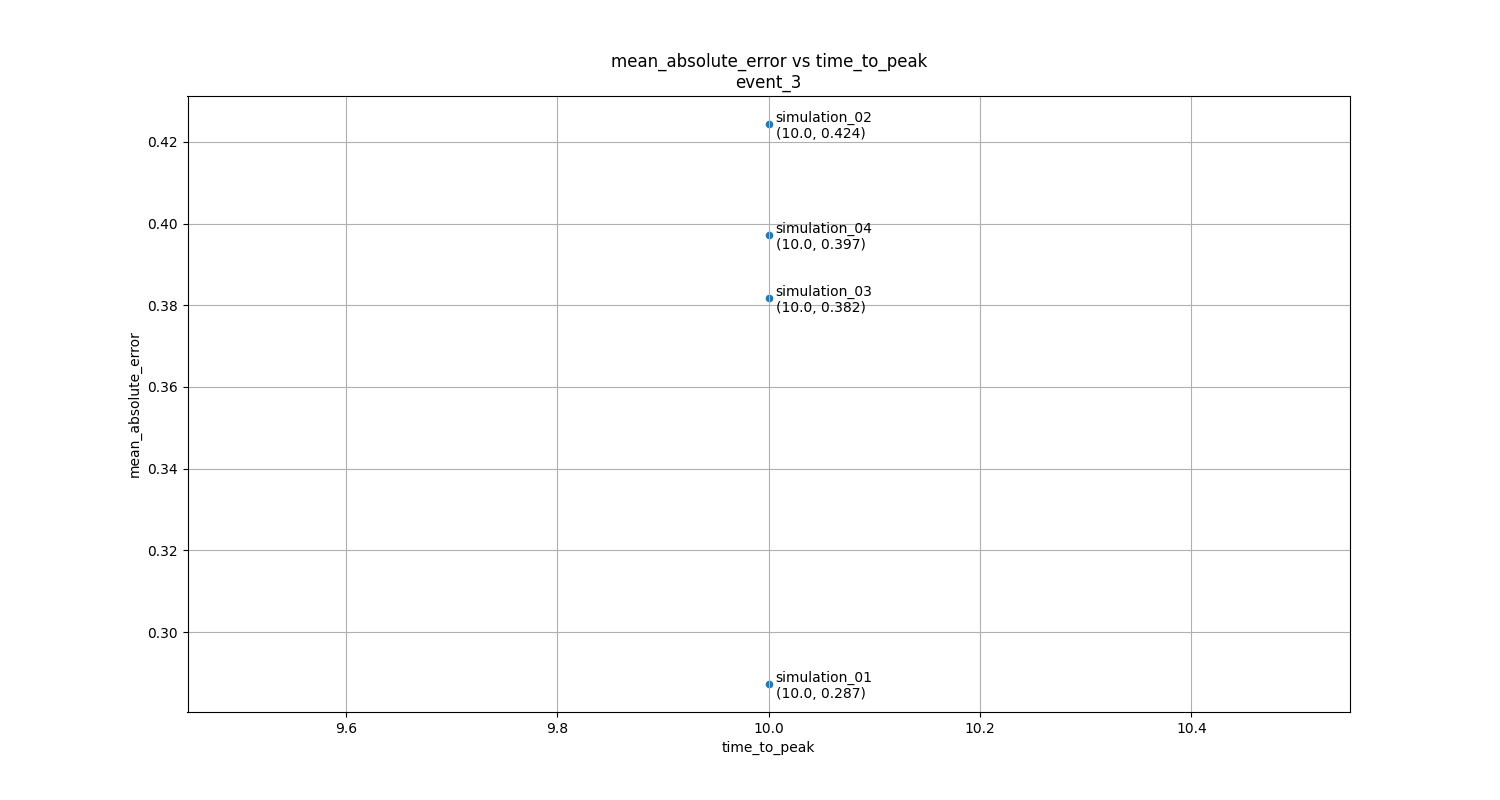 mean_absolute_error vs time_to_peak
event_3
simulation_02
(10.0, 0.424)
0.42
simulation_04
(10.0, 0.397)
0.40
simulation_03
(10.0, 0.382)
0.38
mean_absolute_error
0.36
0.34
0.32
0.30
simulation_01
(10.0, 0.287)
9.6
9.8
10.0
10.2
10.4
time_to_peak